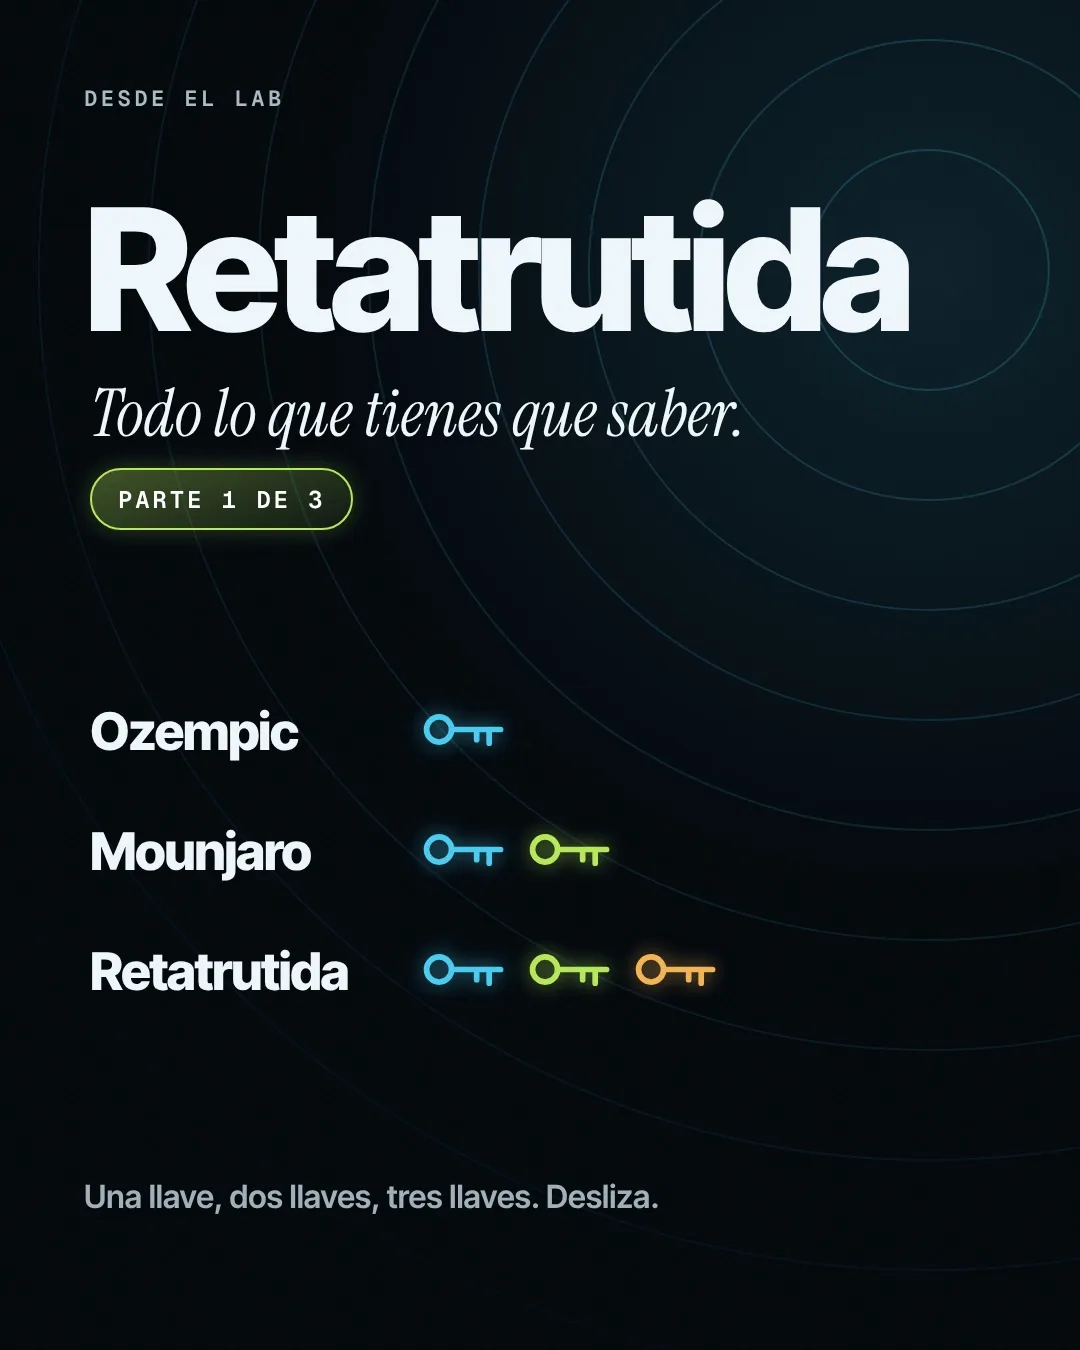 DESDE EL LAB
Retatrutida
Todo lo que tienes que saber.
PARTE 1 DE 3
Ozempic
Mounjaro
Retatrutida
Una llave, dos llaves, tres llaves. Desliza.